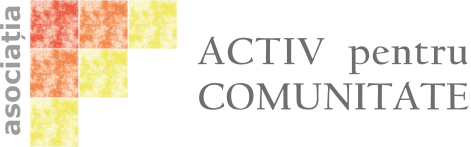 asociația
ACTIV pentru
COMUNITATE